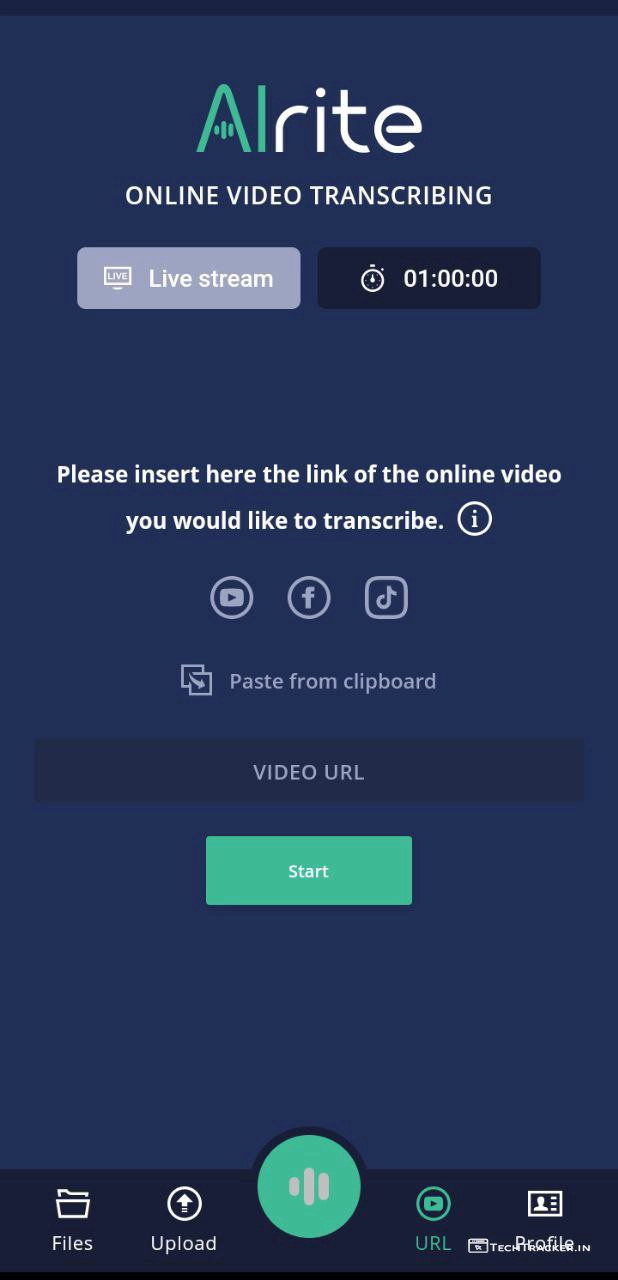 AIrite
ONLINE VIDEO TRANSCRIBING
LIVE Live stream 01:00:00
Please insert here the link of the online video
you would like to transcribe. i
Paste from clipboard
VIDEO URL
Start
Files Upload URL Profile
TECHTRACKER.IN